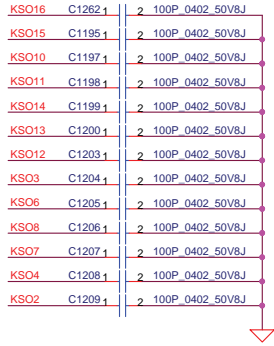 KSO16 C1262 1 2 100P_0402_50V8J
KSO15 C1195 1 2 100P_0402_50V8J
KSO10 C1197 1 2 100P_0402_50V8J
KSO11 C1198 1 2 100P_0402_50V8J
KSO14 C1199 1 2 100P_0402_50V8J
KSO13 C1200 1 2 100P_0402_50V8J
KSO12 C1203 1 2 100P_0402_50V8J
KSO3 C1204 1 2 100P_0402_50V8J
KSO6 C1205 1 2 100P_0402_50V8J
KSO8 C1206 1 2 100P_0402_50V8J
KSO7 C1207 1 2 100P_0402_50V8J
KSO4 C1208 1 2 100P_0402_50V8J
KSO2 C1209 1 2 100P_0402_50V8J